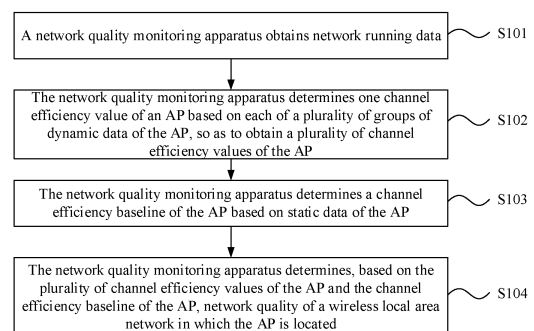 A network quality monitoring apparatus obtains network running data
S101
The network quality monitoring apparatus determines one channel
efficiency value of an AP based on each of a plurality of groups of
dynamic data of the AP, so as to obtain a plurality of channel
efficiency values of the AP
S102
The network quality monitoring apparatus determines a channel
efficiency baseline of the AP based on static data of the AP
S103
The network quality monitoring apparatus determines, based on the
plurality of channel efficiency values of the AP and the channel
efficiency baseline of the AP, network quality of a wireless local area
network in which the AP is located
S104